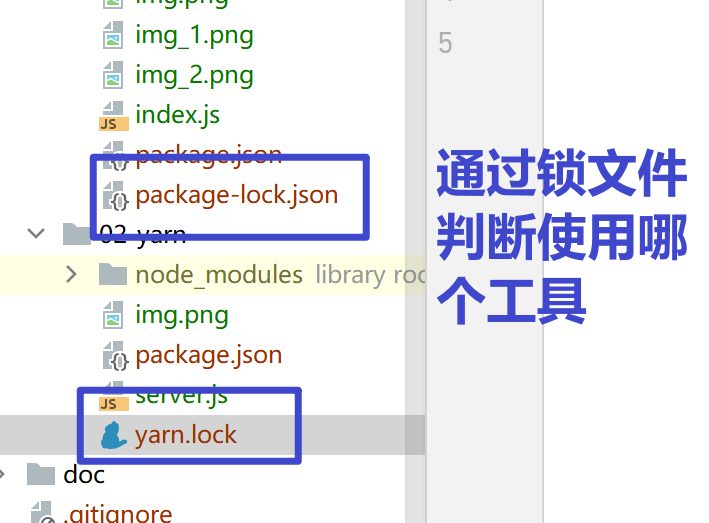 img.png
img_1.png
5
img_2.png
index.js
package.json
package-lock.json
通过锁文件
判断使用哪
个工具
02-yarn
node_modules library roo
img.png
package.json
server.js
yarn.lock
doc
.gitignore